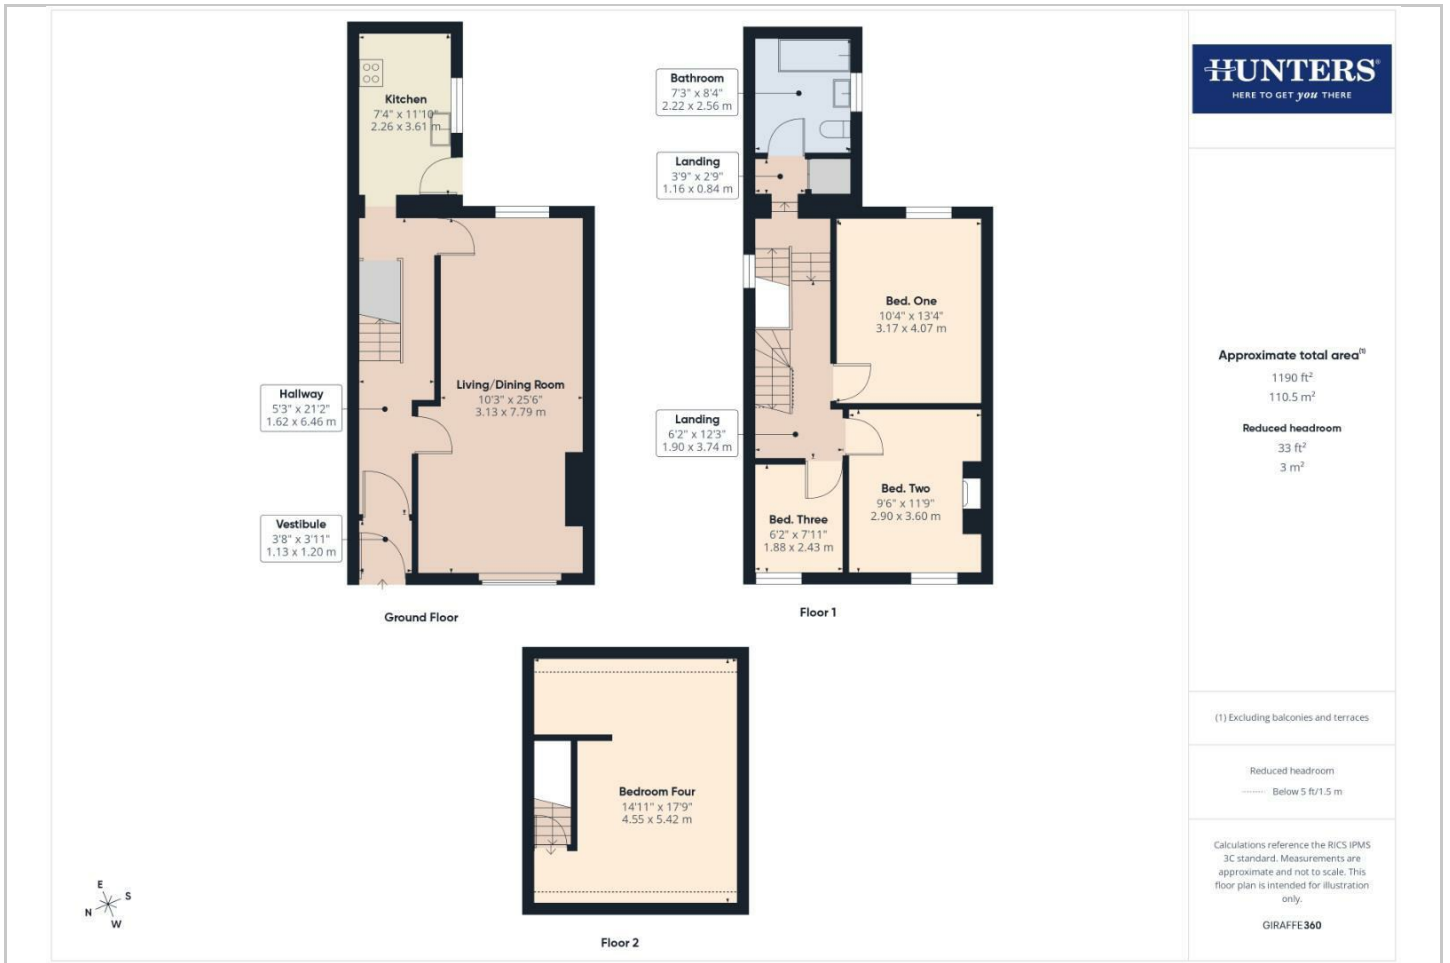 Kitchen
7'4" x 11'10"
2.26 x 3.61 m
Hallway
5'3" x 21'2"
1.62 x 6.46 m
Living/Dining Room
10'3" x 25'6"
3.13 x 7.79 m
Vestibule
3'8" x 3'11"
1.13 x 1.20 m
Ground Floor
Bathroom
7'3" x 8'4"
2.22 x 2.56 m
Landing
3'9" x 2'9"
1.16 x 0.84 m
Bed. One
10'4" x 13'4"
3.17 x 4.07 m
Landing
6'2" x 12'3"
1.90 x 3.74 m
Bed. Two
9'6" x 11'9"
2.90 x 3.60 m
Bed. Three
6'2" x 7'11"
1.88 x 2.43 m
Floor 1
Bedroom Four
14'11" x 17'9"
4.55 x 5.42 m
Floor 2
E
S
N
W
HUNTERS®
HERE TO GET you THERE
Approximate total area(1)
1190 ft²
110.5 m²
Reduced headroom
33 ft²
3 m²
(1) Excluding balconies and terraces
Reduced headroom
Below 5 ft/1.5 m
Calculations reference the RICS IPMS
3C standard. Measurements are
approximate and not to scale. This
floor plan is intended for illustration
only.
GIRAFFE360